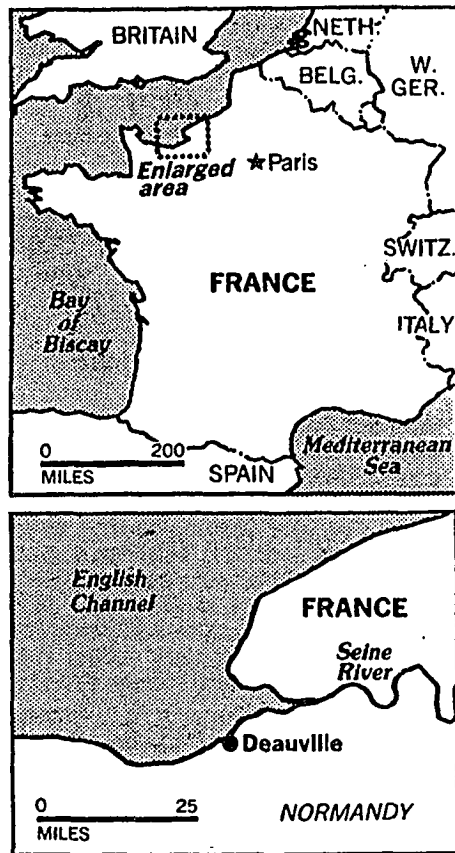 BRITAIN
NETH.
BELG.
W.
GER.
Enlarged
area
Paris
SWITZ.
FRANCE
Bay
of
Biscay
ITALY
0 200
MILES
SPAIN
Mediterranean
Sea
English
Channel
FRANCE
Seine
River
Deauville
0 25
MILES
NORMANDY